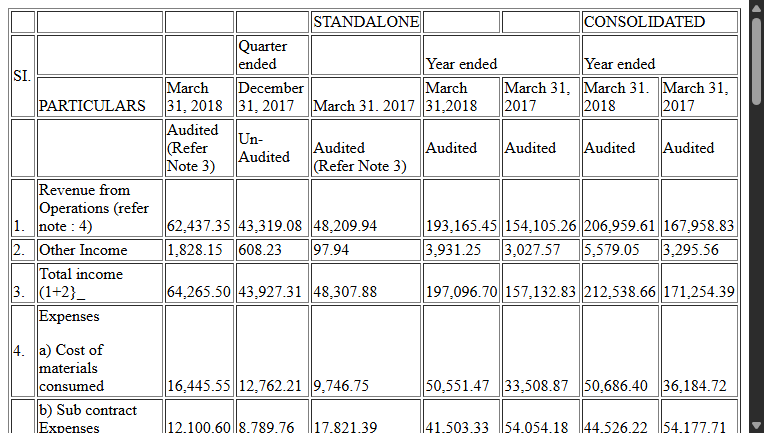 STANDALONE CONSOLIDATED
SI. Quarter ended Year ended Year ended
PARTICULARS March 31, 2018 December 31, 2017 March 31. 2017 March 31,2018 March 31, 2017 March 31. 2018 March 31, 2017
Audited (Refer Note 3) Un-Audited Audited (Refer Note 3) Audited Audited Audited Audited
1. Revenue from Operations (refer note : 4) 62,437.35 43,319.08 48,209.94 193,165.45 154,105.26 206,959.61 167,958.83
2. Other Income 1,828.15 608.23 97.94 3,931.25 3,027.57 5,579.05 3,295.56
3. Total income (1+2}_ 64,265.50 43,927.31 48,307.88 197,096.70 157,132.83 212,538.66 171,254.39
4. Expenses
a) Cost of materials consumed 16,445.55 12,762.21 9,746.75 50,551.47 33,508.87 50,686.40 36,184.72
b) Sub contract Expenses 12,100.60 8,789.76 17,821.39 41,503.33 54,054.18 44,526.22 54,177.71